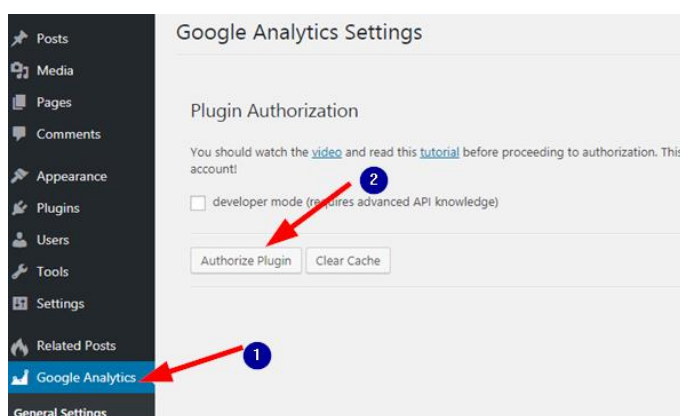 Posts
Media
Pages
Comments
Appearance
Plugins
Users
Tools
Settings
Related Posts
Google Analytics
General Settings
Google Analytics Settings
Plugin Authorization
You should watch the video and read this tutorial before proceeding to authorization. This
account!
2
developer mode (requires advanced API knowledge)
Authorize Plugin
Clear Cache
1